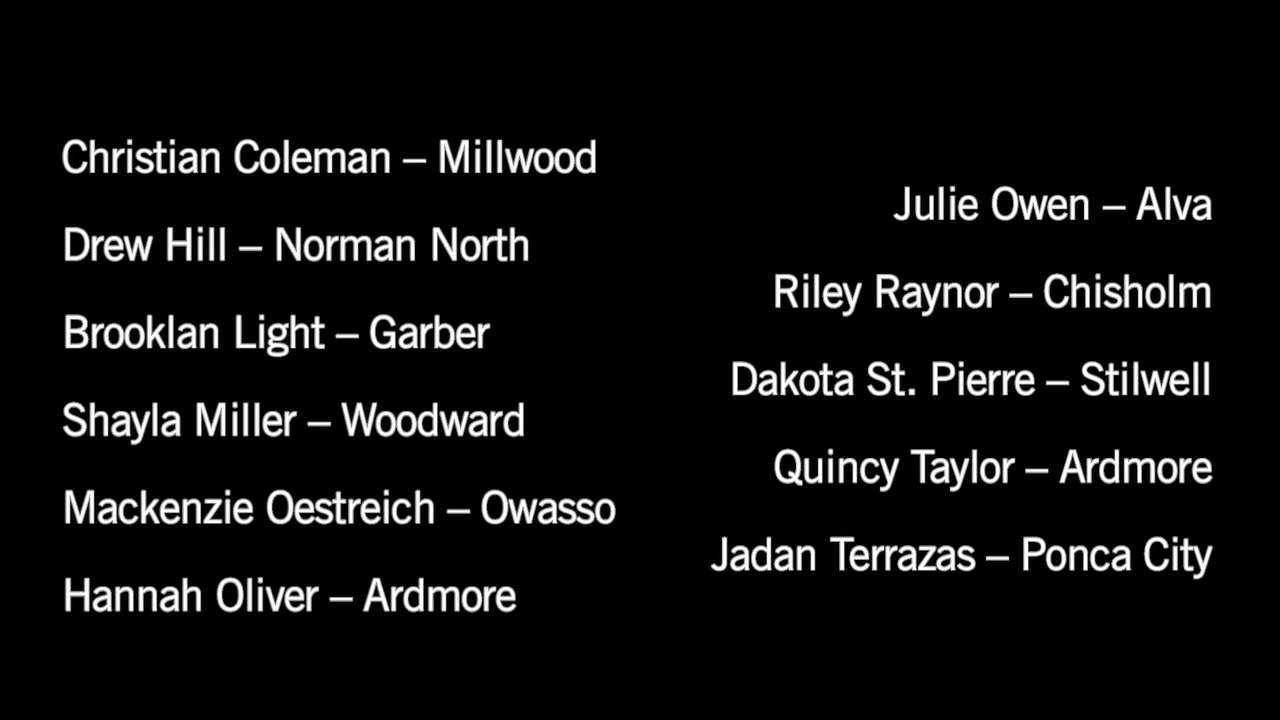 Christian Coleman – Millwood
Drew Hill – Norman North
Brooklan Light – Garber
Shayla Miller – Woodward
Mackenzie Oestreich – Owasso
Hannah Oliver – Ardmore
Julie Owen – Alva
Riley Raynor – Chisholm
Dakota St. Pierre – Stilwell
Quincy Taylor – Ardmore
Jadan Terrazas – Ponca City